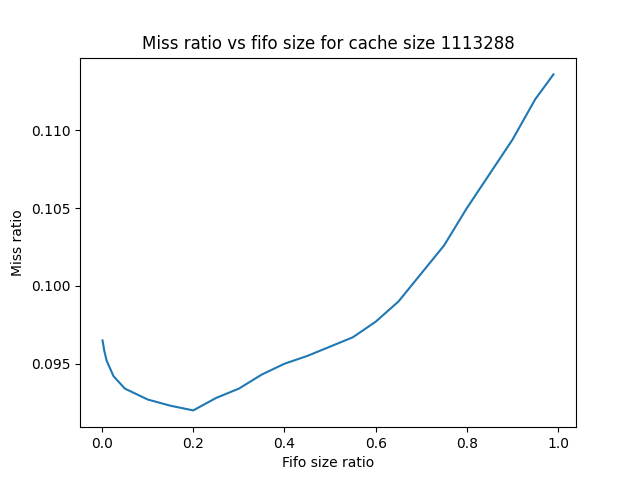 Miss ratio vs fifo size for cache size 1113288
0.110
0.105
0.100
0.095
Miss ratio
0.0 0.2 0.4 0.6 0.8 1.0
Fifo size ratio